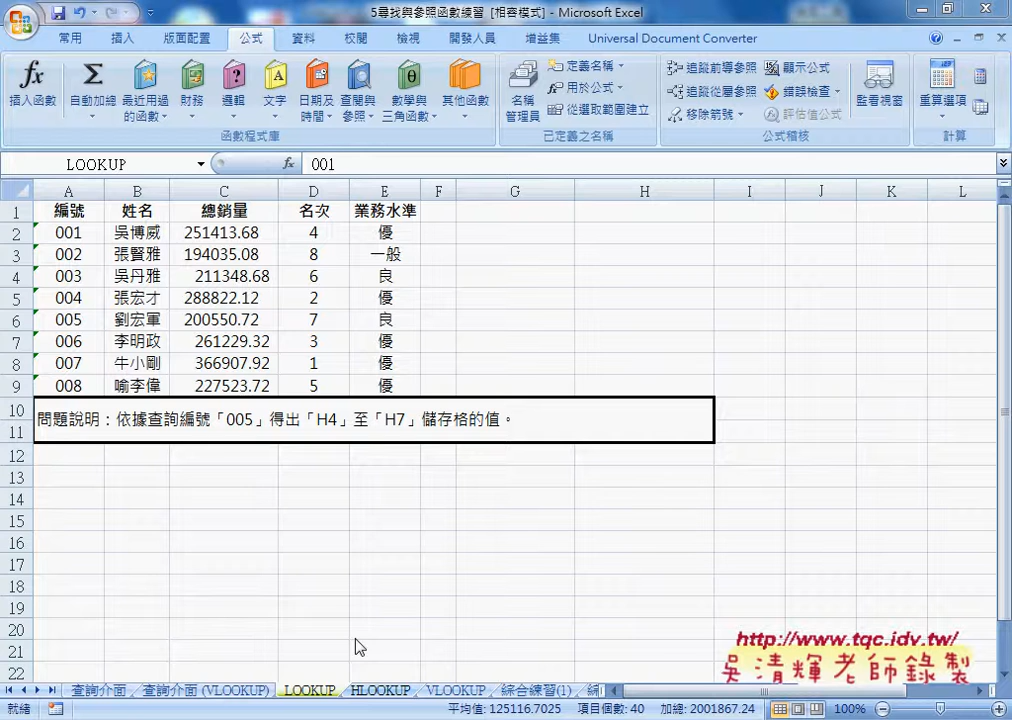 5尋找與參照函數練習 [相容模式] - Microsoft Excel
常用 插入 版面配置 公式 資料 校閱 檢視 開發人員 增益集 Universal Document Converter
插入函數 自動加總 最近用過的函數 財務 邏輯 文字 日期及時間 查閱與參照 數學與三角函數 其他函數
函數程式庫
名稱管理員 定義名稱 用於公式 從選取範圍建立
已定義之名稱
追蹤前導參照 追蹤從屬參照 移除箭號 顯示公式 錯誤檢查 評估值公式 監看視窗
公式稽核
重算選項
計算
LOOKUP fx 001
A B C D E F G H I J K L
1 編號 姓名 總銷量 名次 業務水準
2 001 吳博威 251413.68 4 優
3 002 張賢雅 194035.08 8 一般
4 003 吳丹雅 211348.68 6 良
5 004 張宏才 288822.12 2 優
6 005 劉宏軍 200550.72 7 良
7 006 李明政 261229.32 3 優
8 007 牛小剛 366907.92 1 優
9 008 喻李偉 227523.72 5 優
10 問題說明：依據查詢編號「005」得出「H4」至「H7」儲存格的值。
11
12
13
14
15
16
17
18
19
20
21
22
http://www.tqc.idv.tw/
吳清輝老師錄製
查詢介面 查詢介面 (VLOOKUP) LOOKUP HLOOKUP VLOOKUP 綜合練習(1)
就緒 平均值: 125116.7025 項目個數: 40 加總: 2001867.24 100%